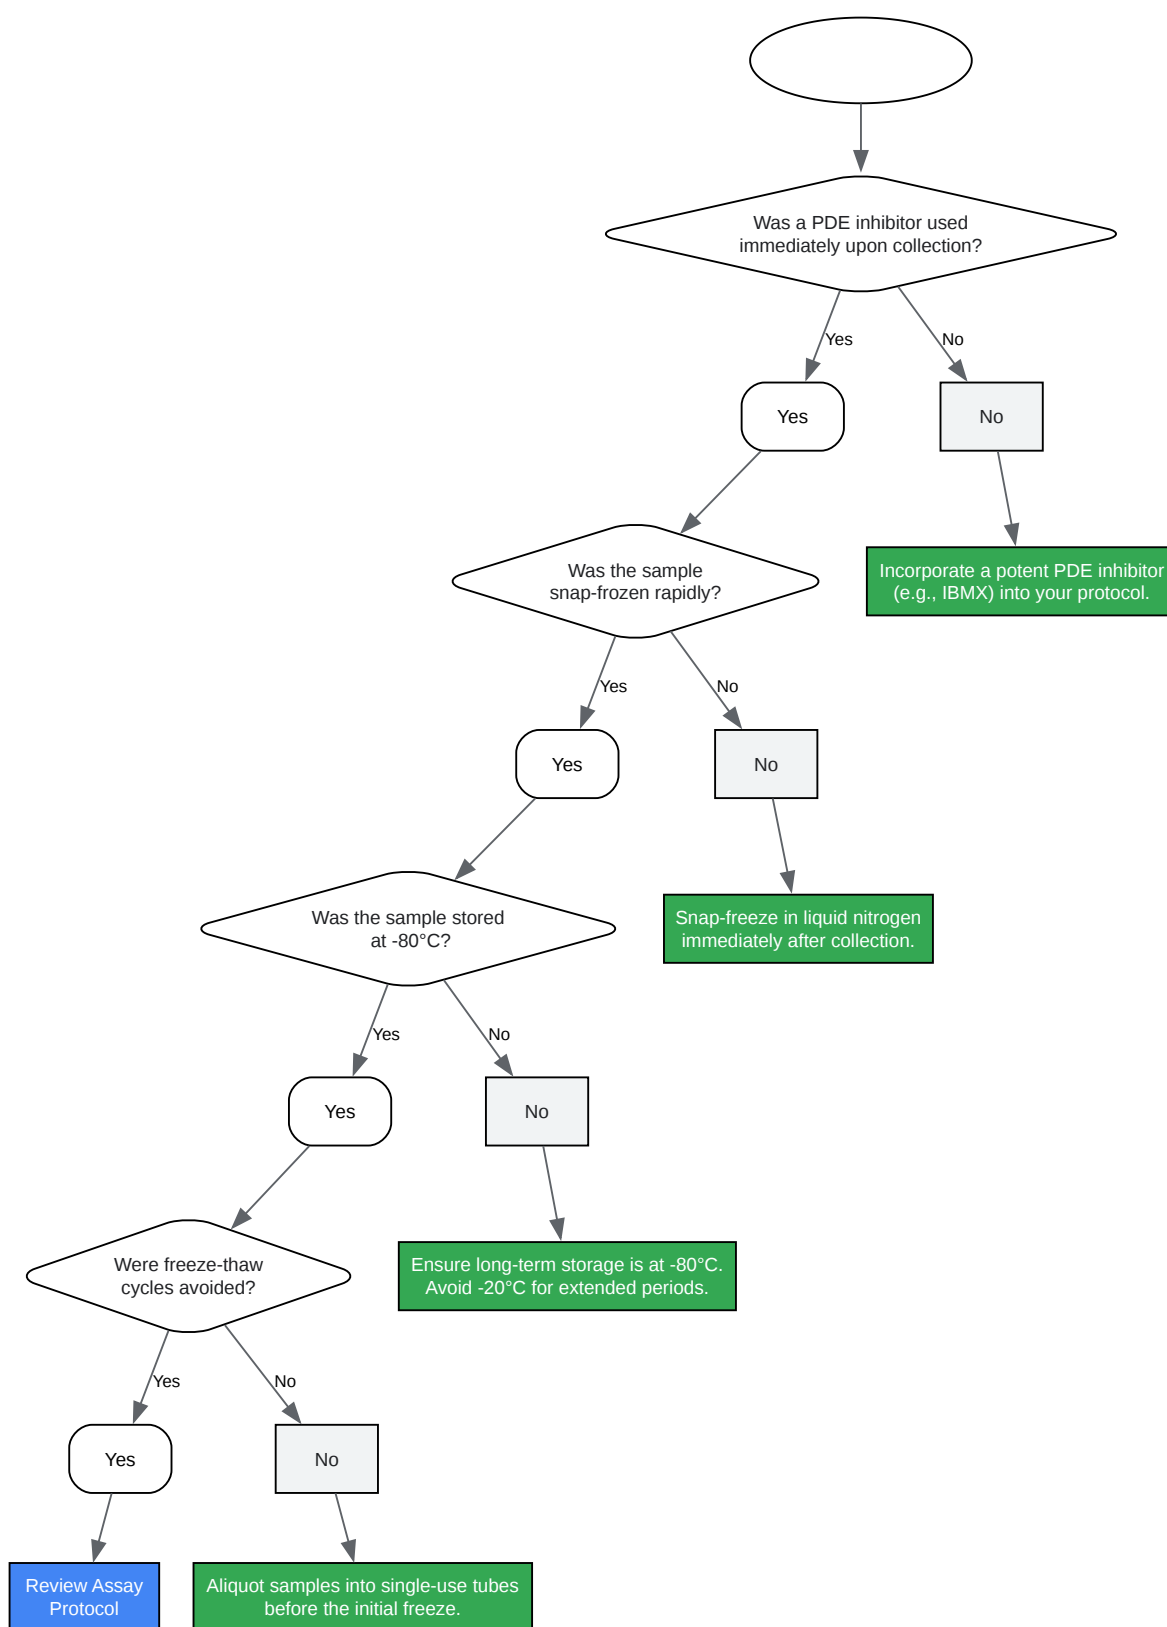 Was a PDE inhibitor used
immediately upon collection?
Yes
No
Yes
No
Was the sample
snap-frozen rapidly?
Incorporate a potent PDE inhibitor
(e.g., IBMX) into your protocol.
Yes
No
Yes
No
Was the sample stored
at -80°C?
Snap-freeze in liquid nitrogen
immediately after collection.
Yes
No
Yes
No
Were freeze-thaw
cycles avoided?
Ensure long-term storage is at -80°C.
Avoid -20°C for extended periods.
Yes
No
Yes
No
Review Assay
Protocol
Aliquot samples into single-use tubes
before the initial freeze.